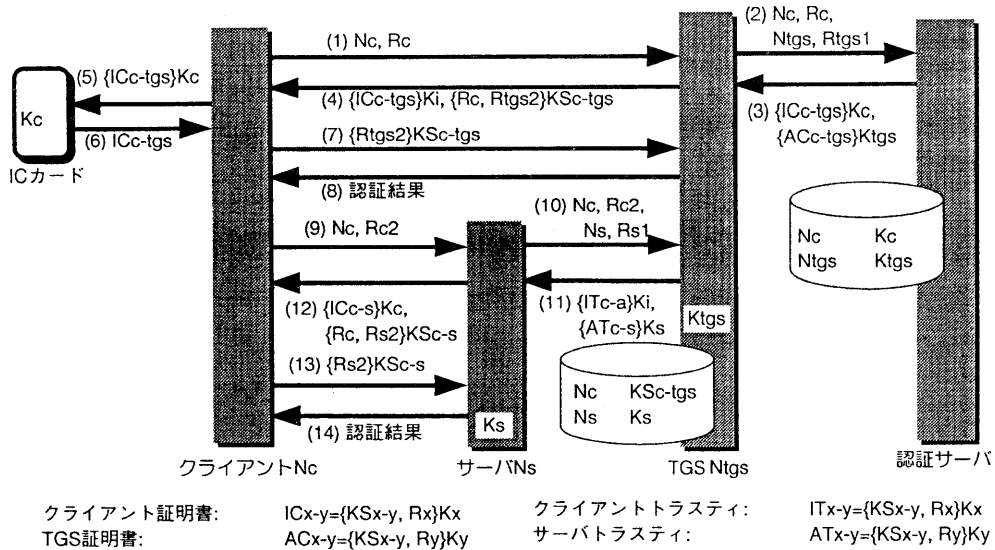 (1) Nc, Rc
(2) Nc, Rc,
Ntgs, Rtgs1
(5) {ICc-tgs}Kc
Kc
(6) ICc-tgs
ICカード
(4) {ICc-tgs}Ki, {Rc, Rtgs2}KSc-tgs
(3) {ICc-tgs}Kc,
{ACc-tgs}Ktgs
(7) {Rtgs2}KSc-tgs
(8) 認証結果
(9) Nc, Rc2
(10) Nc, Rc2,
Ns, Rs1
Nc Kc
Ntgs Ktgs
(12) {ICc-s}Kc,
{Rc, Rs2}KSc-s
(11) {ITc-a}Ki,
{ATc-s}Ks
Ktgs
(13) {Rs2}KSc-s
Nc KSc-tgs
Ns Ks
(14) 認証結果
Ks
クライアントNc
サーバNs
TGS Ntgs
認証サーバ
クライアント証明書: ICx-y={KSx-y, Rx}Kx
クライアントトラスティ: ITx-y={KSx-y, Rx}Kx
TGS証明書: ACx-y={KSx-y, Ry}Ky
サーバトラスティ: ATx-y={KSx-y, Ry}Ky